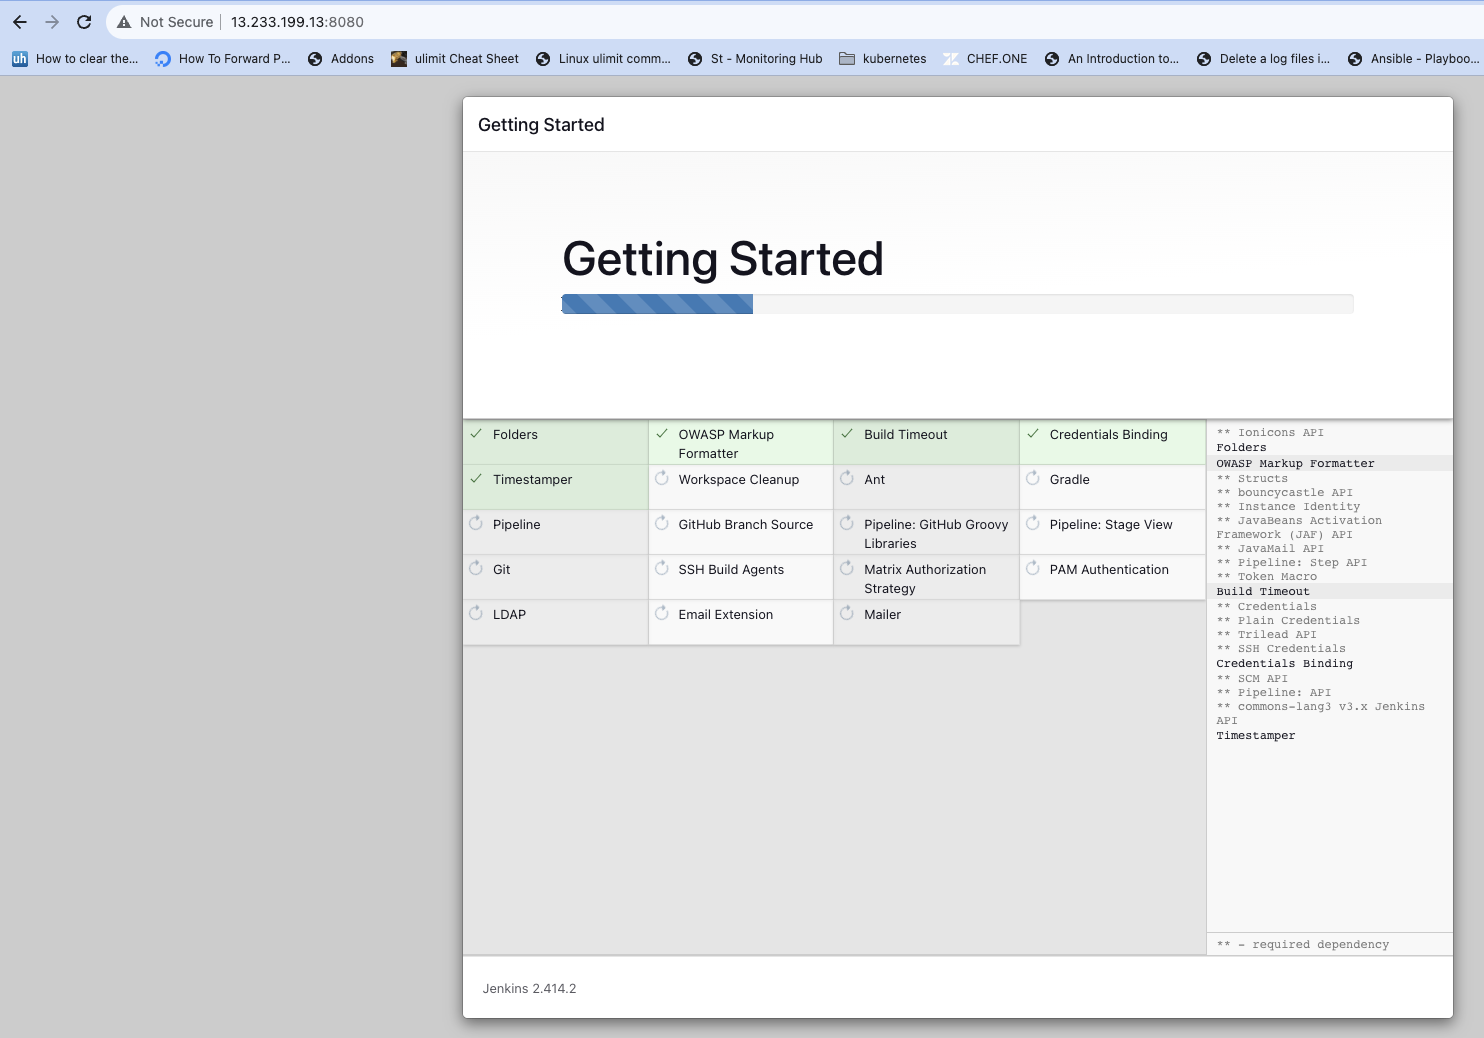 Not Secure 13.233.199.13:8080
uh How to clear the... How To Forward P... Addons ulimit Cheat Sheet Linux ulimit comm... St - Monitoring Hub kubernetes CHEF.ONE An Introduction to... Delete a log files i... Ansible - Playboo...
Getting Started
Getting Started
Folders
OWASP Markup
Formatter
Build Timeout
Credentials Binding
Timestamper
Workspace Cleanup
Ant
Gradle
Pipeline
GitHub Branch Source
Pipeline: GitHub Groovy
Libraries
Pipeline: Stage View
Git
SSH Build Agents
Matrix Authorization
Strategy
PAM Authentication
LDAP
Email Extension
Mailer
** Ionicons API
Folders
OWASP Markup Formatter
** Structs
** bouncycastle API
** Instance Identity
** JavaBeans Activation
Framework (JAF) API
** JavaMail API
** Pipeline: Step API
** Token Macro
Build Timeout
** Credentials
** Plain Credentials
** Trilead API
** SSH Credentials
Credentials Binding
** SCM API
** Pipeline: API
** commons-lang3 v3.x Jenkins
API
Timestamper
** - required dependency
Jenkins 2.414.2